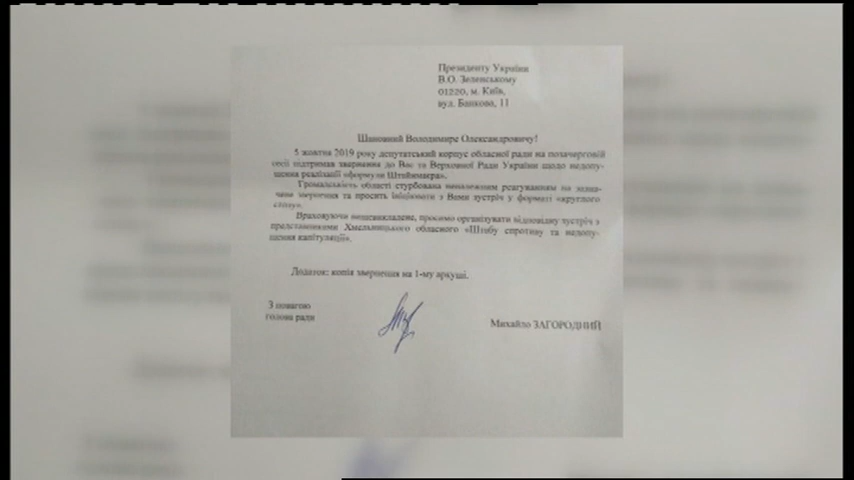 Президенту України
В.О. Зеленському
01220, м. Київ,
вул. Банкова, 11
Шановний Володимире Олександровичу!
5 жовтня 2019 року депутатський корпус обласної ради на позачерговій
сесії підтримав звернення до Вас та Верховної Ради України щодо недопу-
щення реалізації «формули Штайнмаєра».
Громадськість області стурбована неналежним реагуванням на зазна-
чене звернення та просить ініціювати з Вами зустріч у форматі «круглого
столу».
Враховуючи вищевикладене, просимо організувати відповідну зустріч з
представниками Хмельницького обласного «Штабу спротиву та недопу-
щення капітуляції».
Додаток: копія звернення на 1-му аркуші.
З повагою
голова ради
Михайло ЗАГОРОДНИЙ